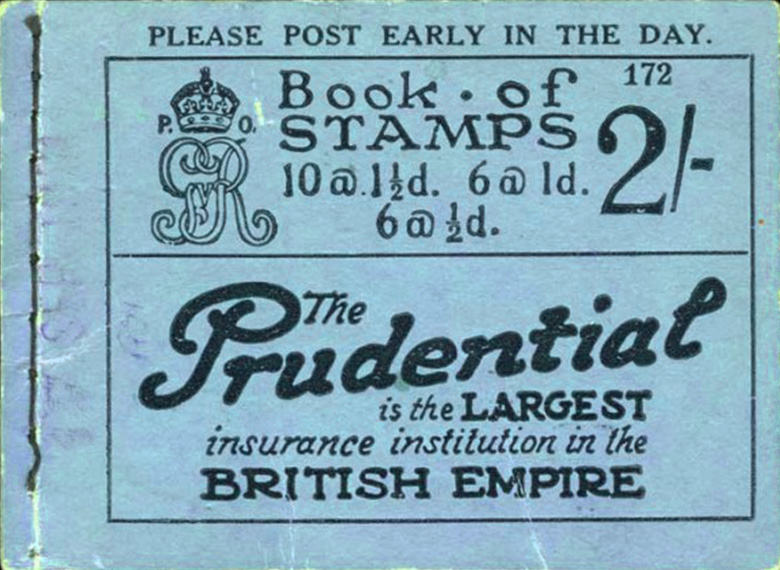 PLEASE POST EARLY IN THE DAY.
172
P. O.
GR
Book · of
STAMPS
2/-
10@1½d. 6@1d.
6@½d.
The
Prudential
is the LARGEST
insurance institution in the
BRITISH EMPIRE